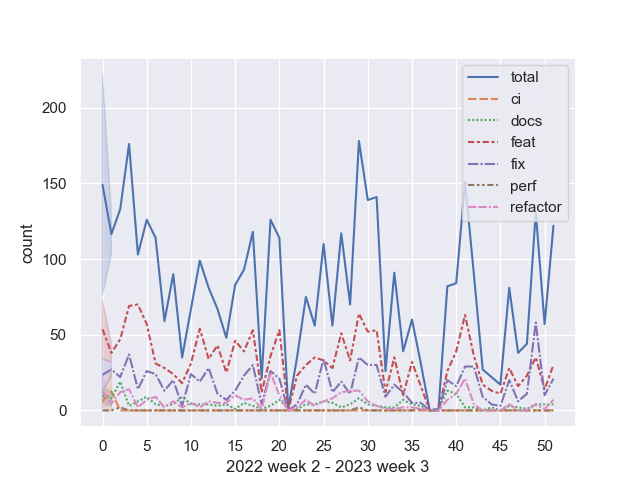 200
150
100
50
0
count
0 5 10 15 20 25 30 35 40 45 50
2022 week 2 - 2023 week 3
total
ci
docs
feat
fix
perf
refactor